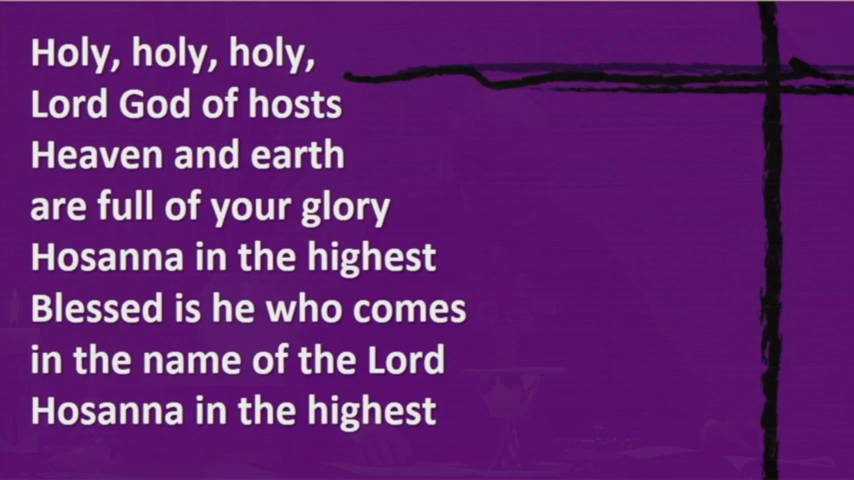 Holy, holy, holy,
Lord God of hosts
Heaven and earth
are full of your glory
Hosanna in the highest
Blessed is he who comes
in the name of the Lord
Hosanna in the highest